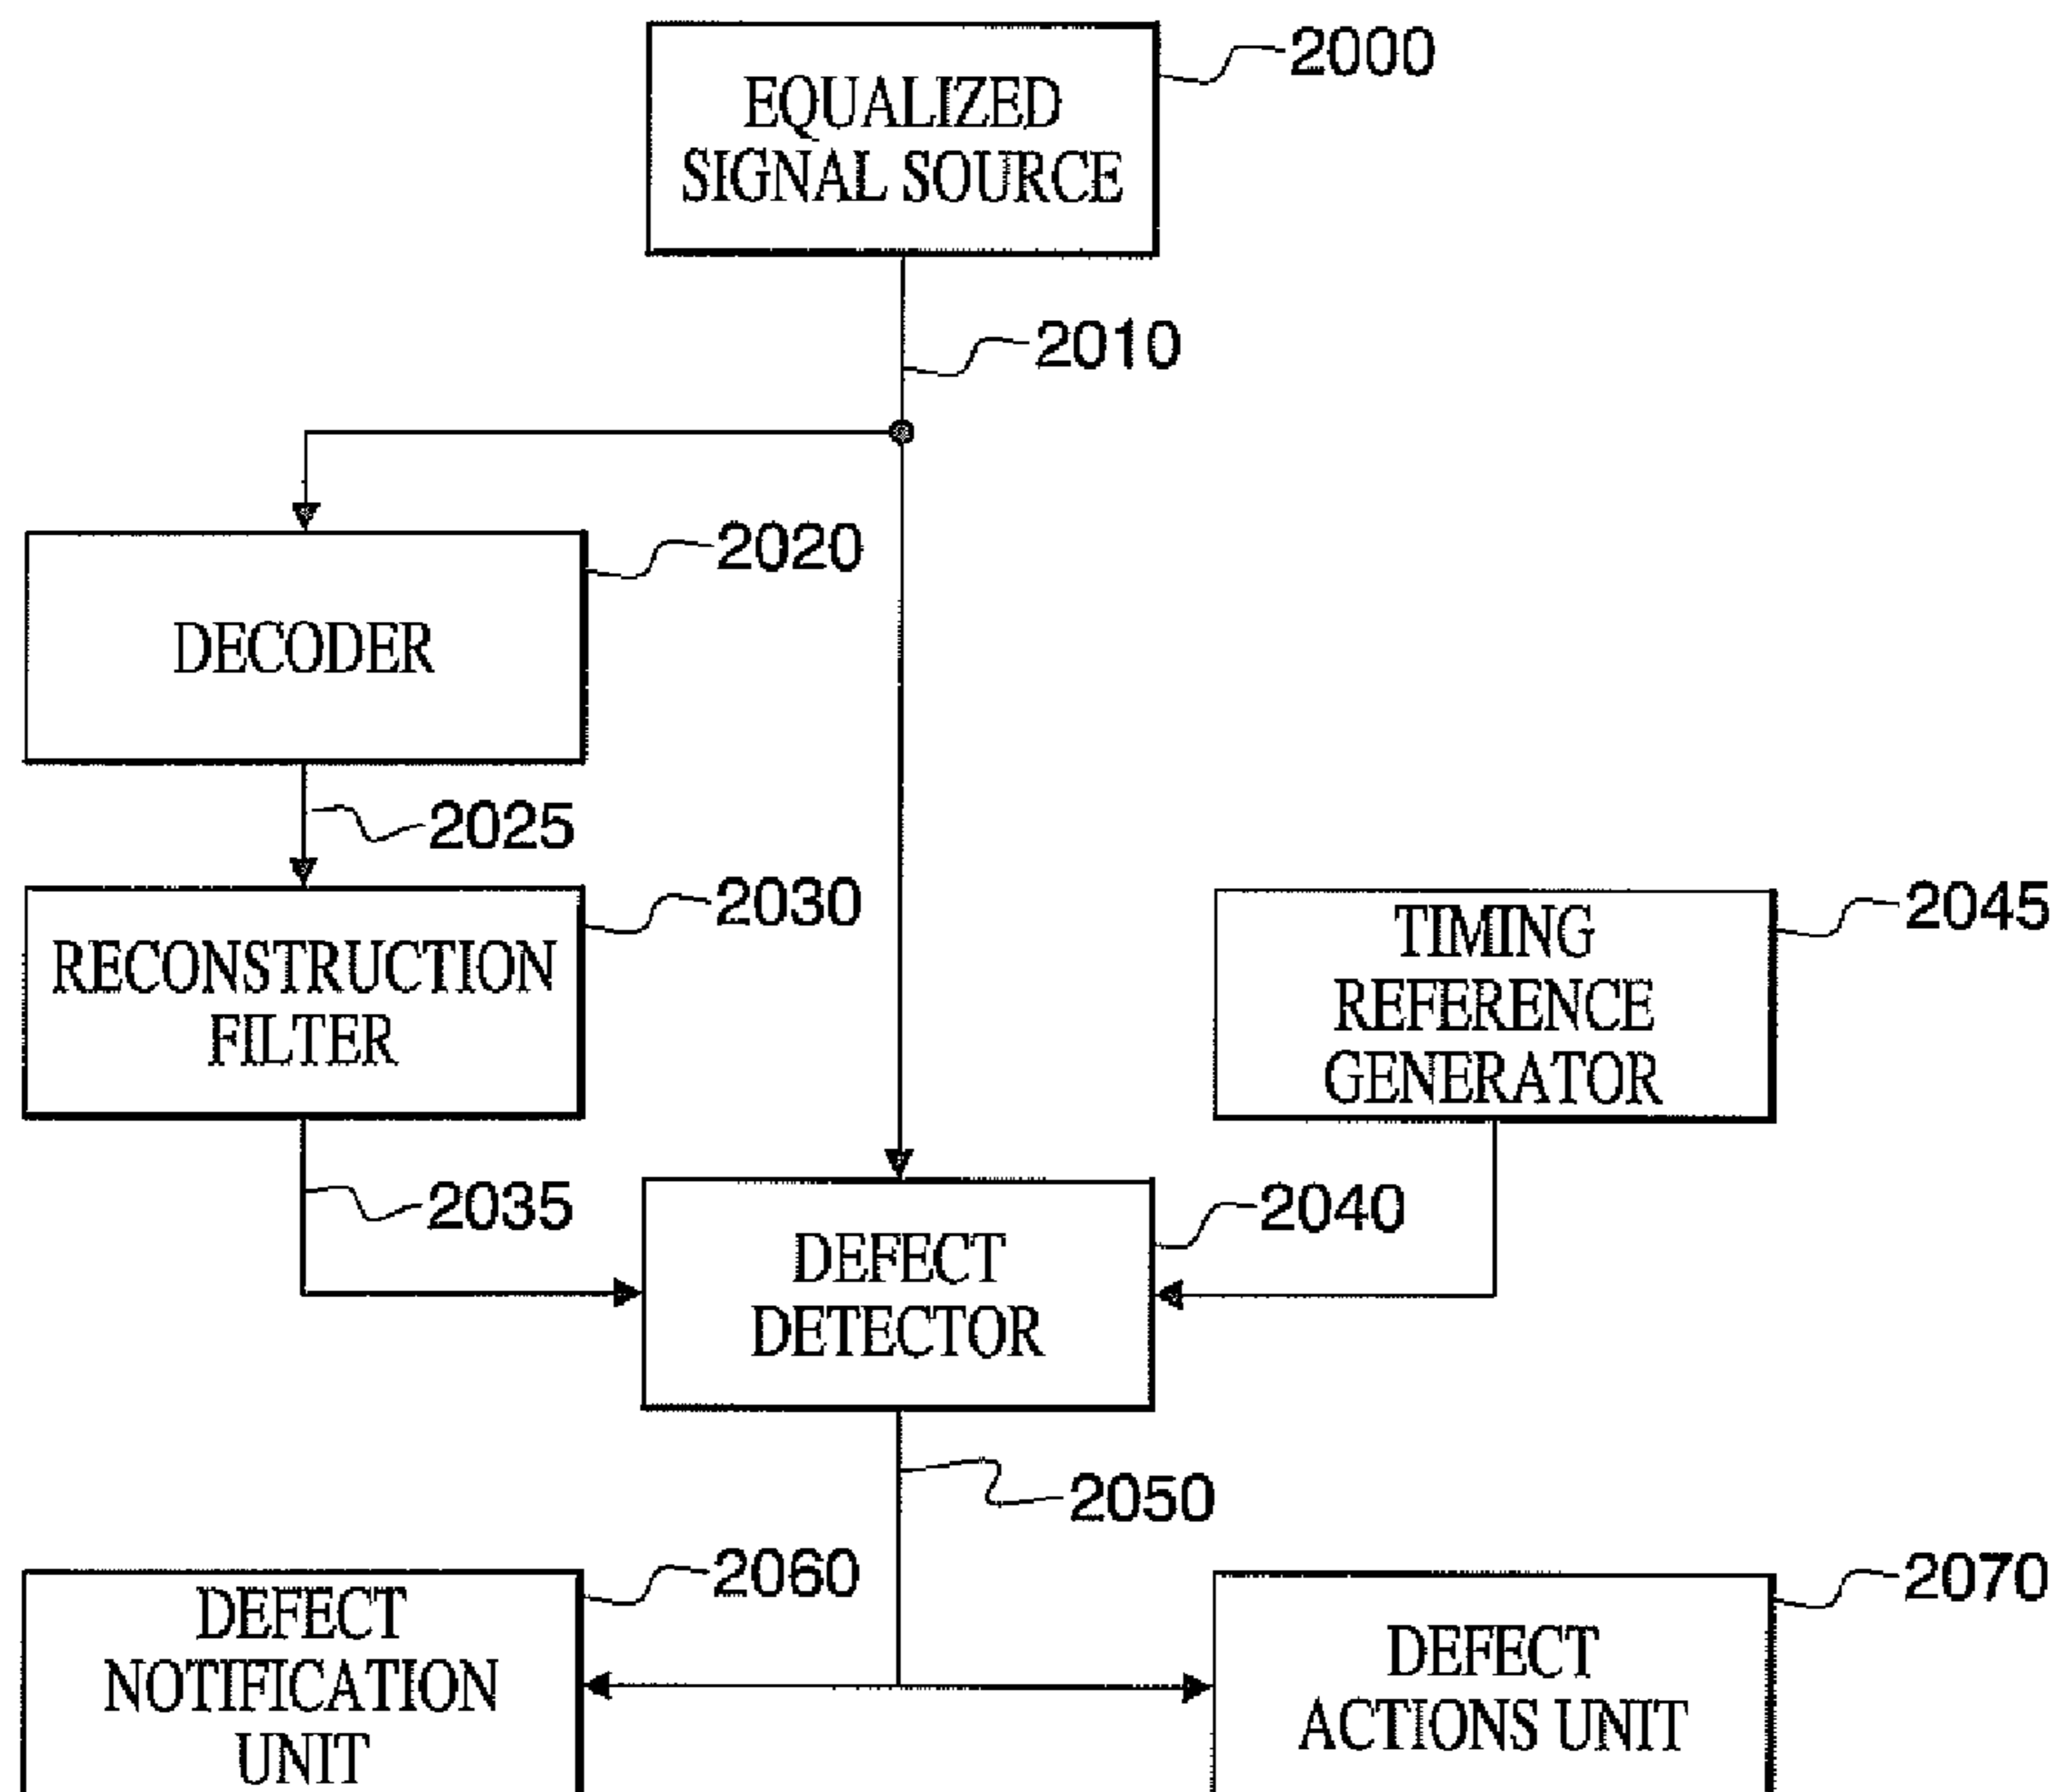 EQUALIZED
SIGNAL SOURCE
2000
2010
DECODER
2020
2025
RECONSTRUCTION
FILTER
2030
TIMING
REFERENCE
GENERATOR
2045
2035
DEFECT
DETECTOR
2040
2050
DEFECT
NOTIFICATION
UNIT
2060
DEFECT
ACTIONS UNIT
2070